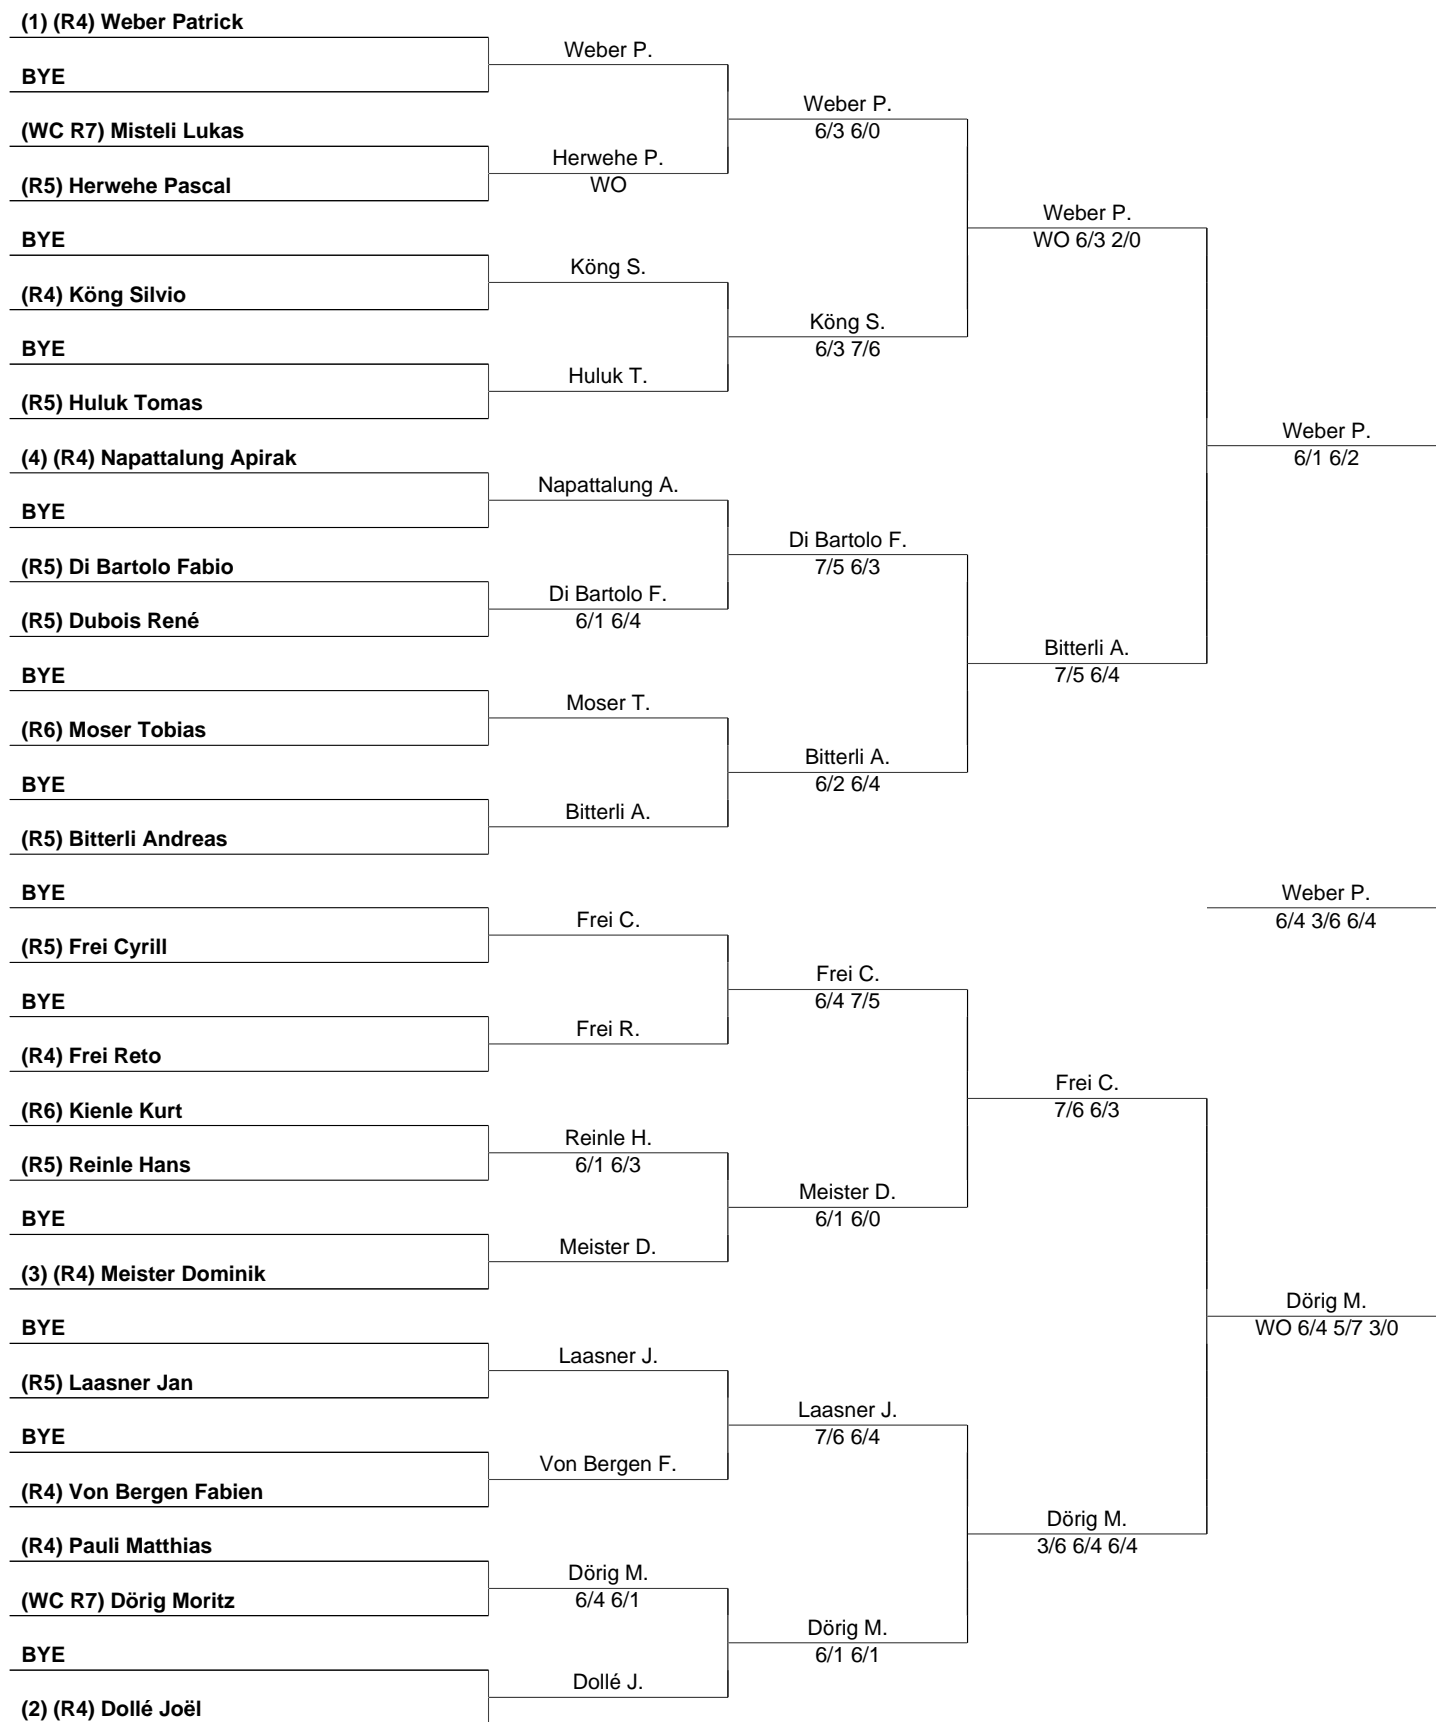 (1) (R4) Weber Patrick
BYE
(WC R7) Misteli Lukas
(R5) Herwehe Pascal
BYE
(R4) Köng Silvio
BYE
(R5) Huluk Tomas
(4) (R4) Napattalung Apirak
BYE
(R5) Di Bartolo Fabio
(R5) Dubois René
BYE
(R6) Moser Tobias
BYE
(R5) Bitterli Andreas
BYE
(R5) Frei Cyrill
BYE
(R4) Frei Reto
(R6) Kienle Kurt
(R5) Reinle Hans
BYE
(3) (R4) Meister Dominik
BYE
(R5) Laasner Jan
BYE
(R4) Von Bergen Fabien
(R4) Pauli Matthias
(WC R7) Dörig Moritz
BYE
(2) (R4) Dollé Joël
Weber P.
Herwehe P.
WO
Köng S.
Huluk T.
Napattalung A.
Di Bartolo F.
6/1 6/4
Moser T.
Bitterli A.
Frei C.
Frei R.
Reinle H.
6/1 6/3
Meister D.
Laasner J.
Von Bergen F.
Dörig M.
6/4 6/1
Dollé J.
Weber P.
6/3 6/0
Köng S.
6/3 7/6
Di Bartolo F.
7/5 6/3
Bitterli A.
6/2 6/4
Frei C.
6/4 7/5
Meister D.
6/1 6/0
Laasner J.
7/6 6/4
Dörig M.
6/1 6/1
Weber P.
WO 6/3 2/0
Bitterli A.
7/5 6/4
Frei C.
7/6 6/3
Dörig M.
3/6 6/4 6/4
Weber P.
6/1 6/2
Weber P.
6/4 3/6 6/4
Dörig M.
WO 6/4 5/7 3/0